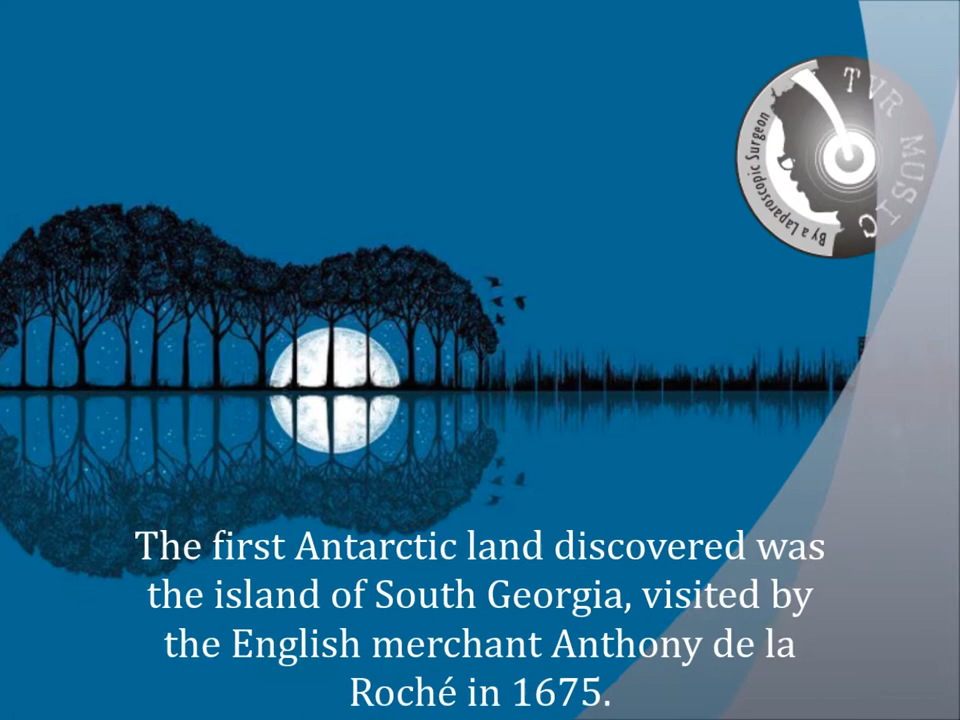 TVR MUSIC
By a Laparoscopic Surgeon
The first Antarctic land discovered was
the island of South Georgia, visited by
the English merchant Anthony de la
Roché in 1675.